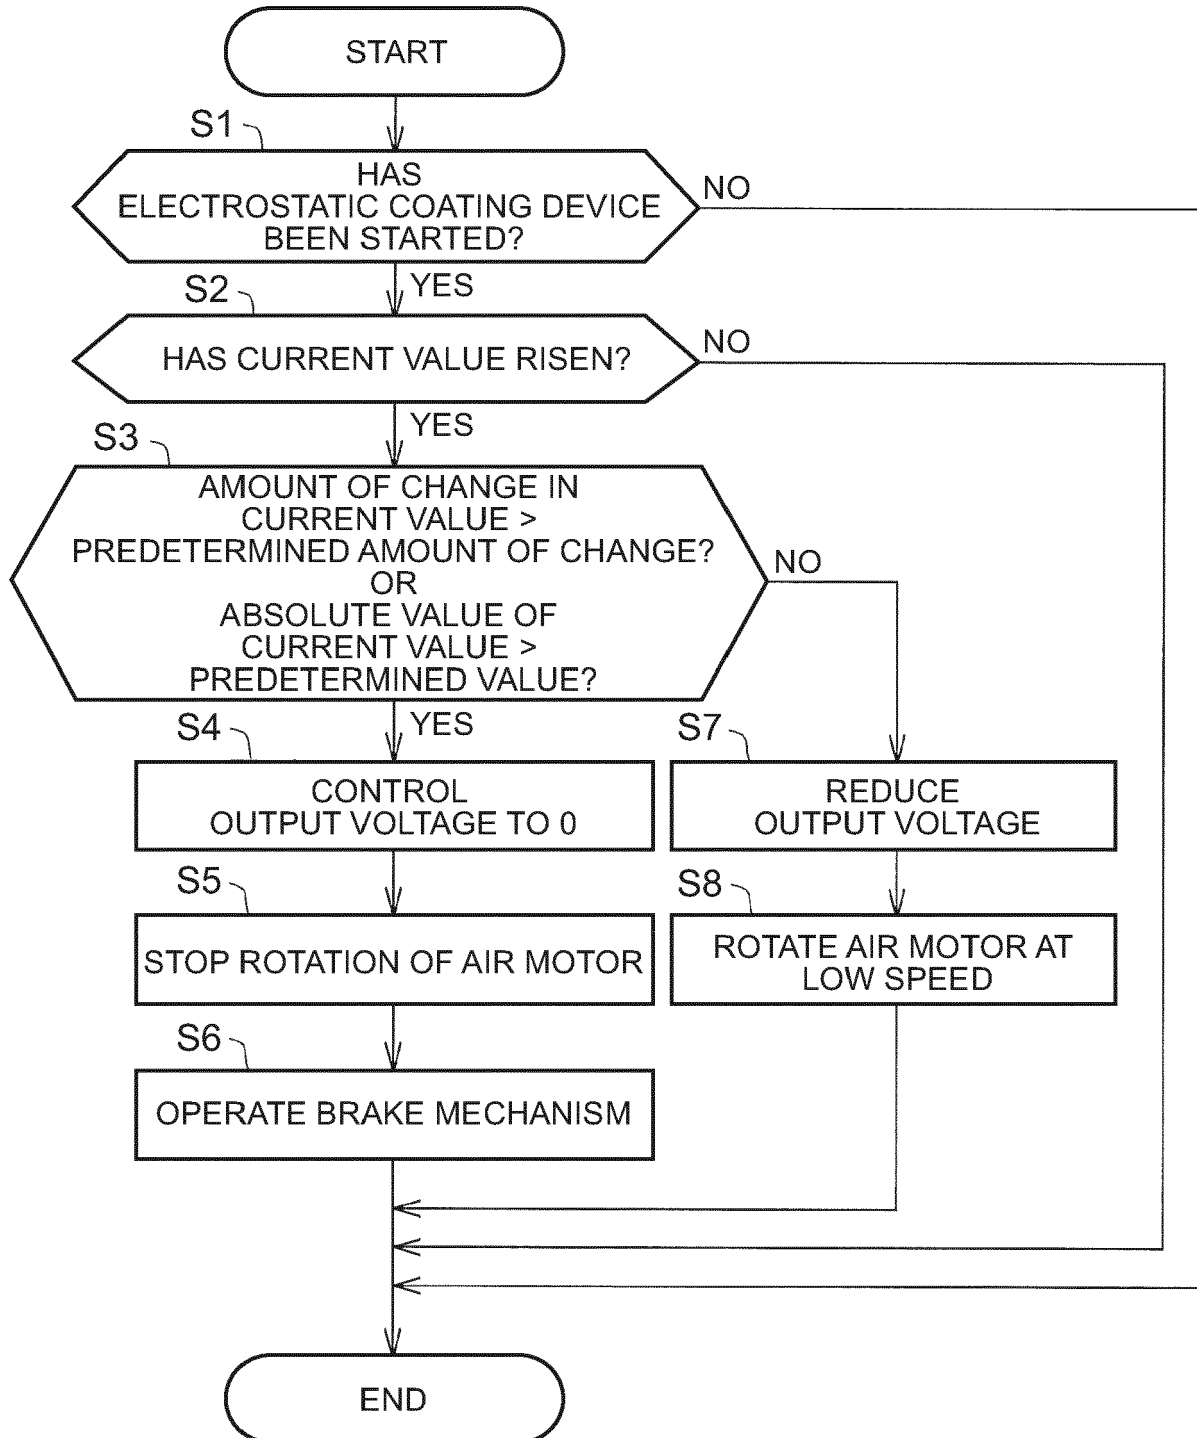 START
S1
HAS
ELECTROSTATIC COATING DEVICE
BEEN STARTED?
NO
YES
S2
HAS CURRENT VALUE RISEN?
NO
YES
S3
AMOUNT OF CHANGE IN
CURRENT VALUE >
PREDETERMINED AMOUNT OF CHANGE?
OR
ABSOLUTE VALUE OF
CURRENT VALUE >
PREDETERMINED VALUE?
NO
YES
S4
CONTROL
OUTPUT VOLTAGE TO 0
S7
REDUCE
OUTPUT VOLTAGE
S5
STOP ROTATION OF AIR MOTOR
S8
ROTATE AIR MOTOR AT
LOW SPEED
S6
OPERATE BRAKE MECHANISM
END